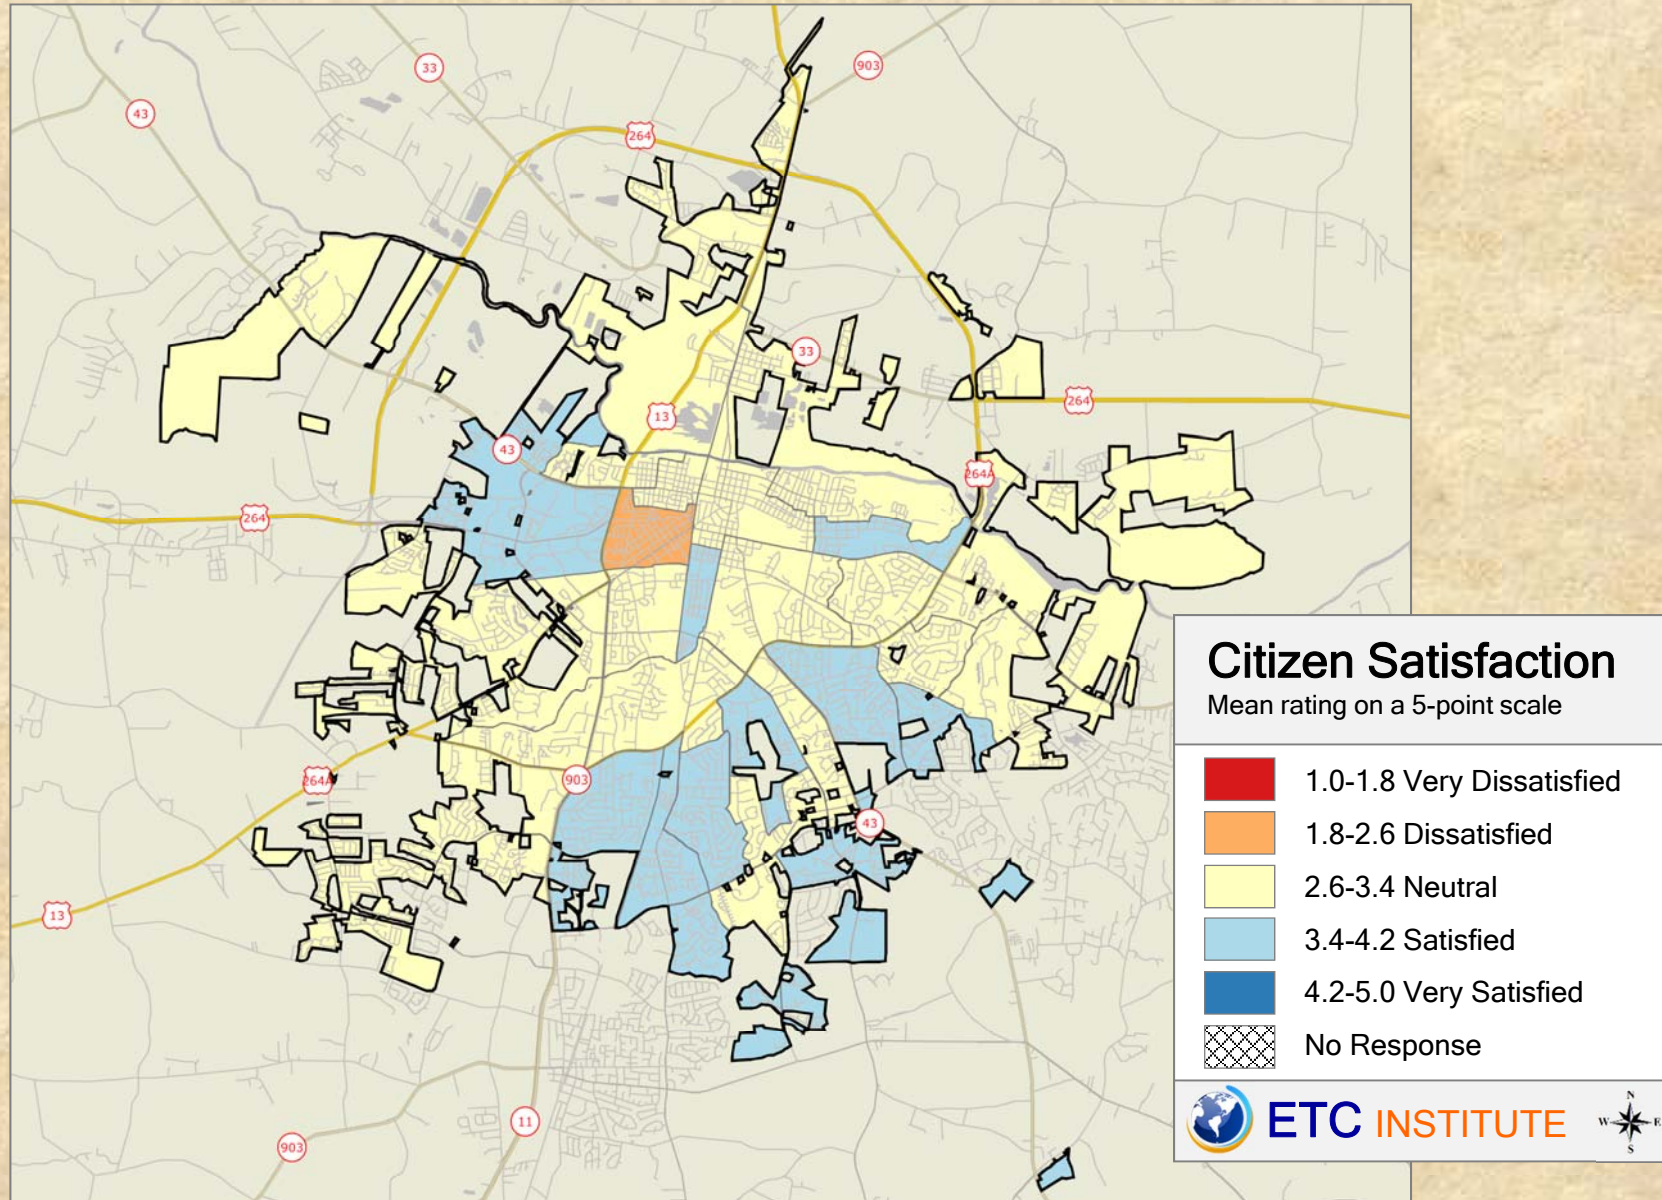 33
903
43
264
33
264
13
43
264A
264
903
264A
43
13
11
903
Citizen Satisfaction
Mean rating on a 5-point scale
1.0-1.8 Very Dissatisfied
1.8-2.6 Dissatisfied
2.6-3.4 Neutral
3.4-4.2 Satisfied
4.2-5.0 Very Satisfied
No Response
ETC INSTITUTE
N
W E
S